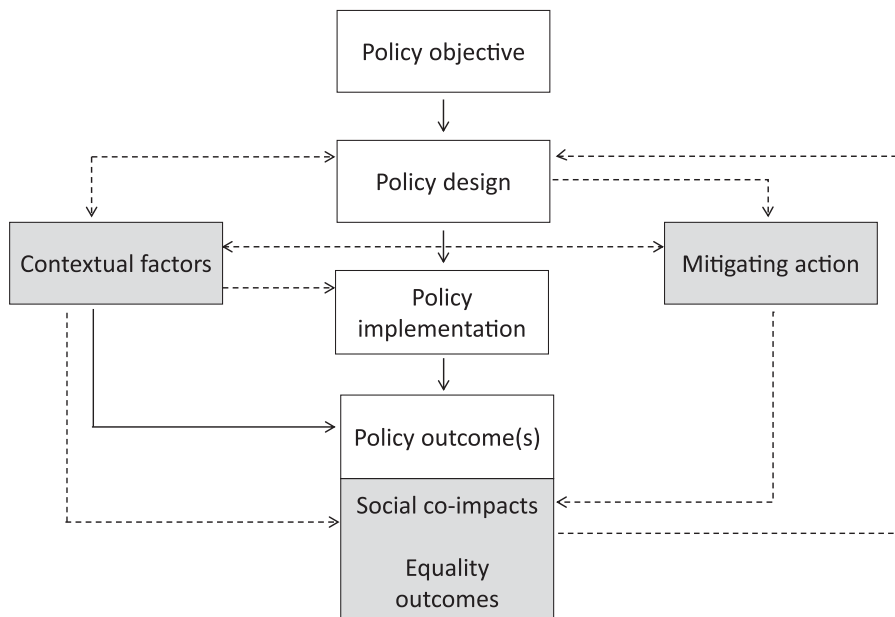 Policy objective
Policy design
Contextual factors
Mitigating action
Policy
implementation
Policy outcome(s)
Social co-impacts
Equality
outcomes